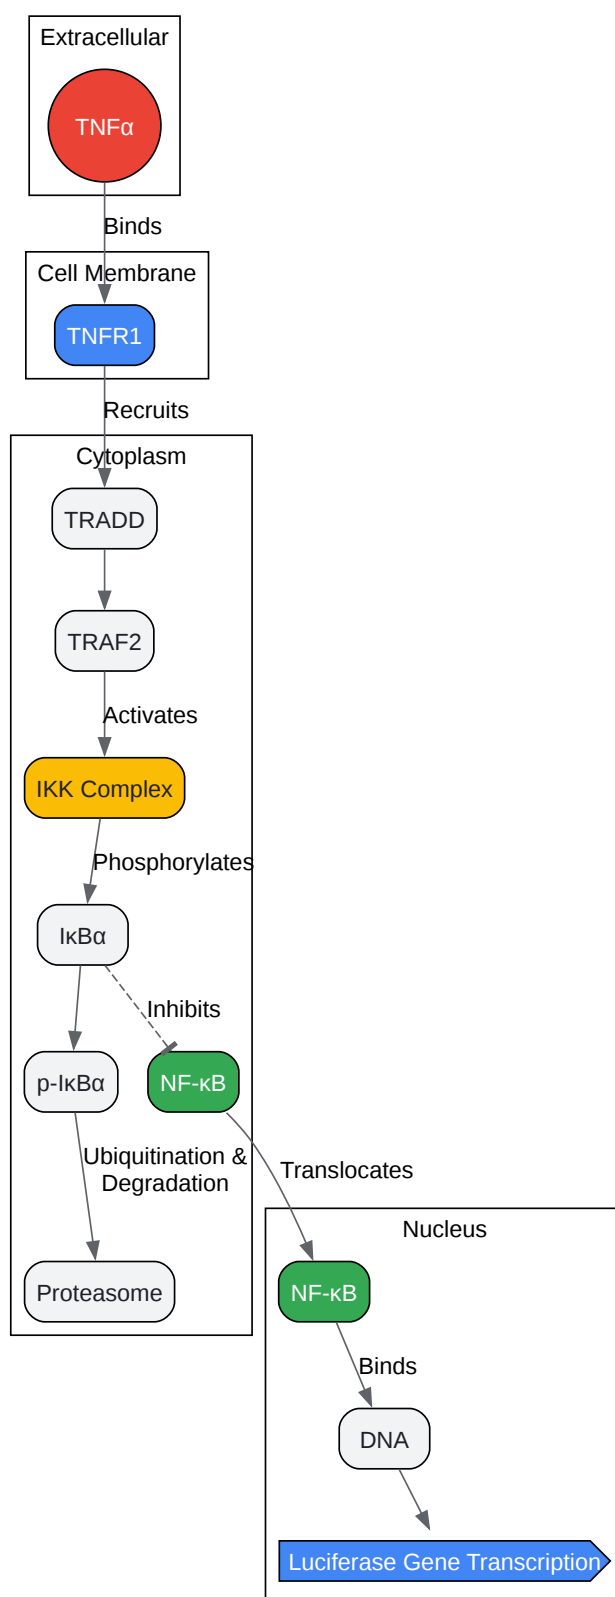 Extracellular
TNFα
Binds
Cell Membrane
TNFR1
Recruits
Cytoplasm
TRADD
TRAF2
Activates
IKK Complex
Phosphorylates
IκBα
Inhibits
p-IκBα
NF-κB
Ubiquitination &
Degradation
Translocates
Nucleus
Proteasome
NF-κB
Binds
DNA
Luciferase Gene Transcription